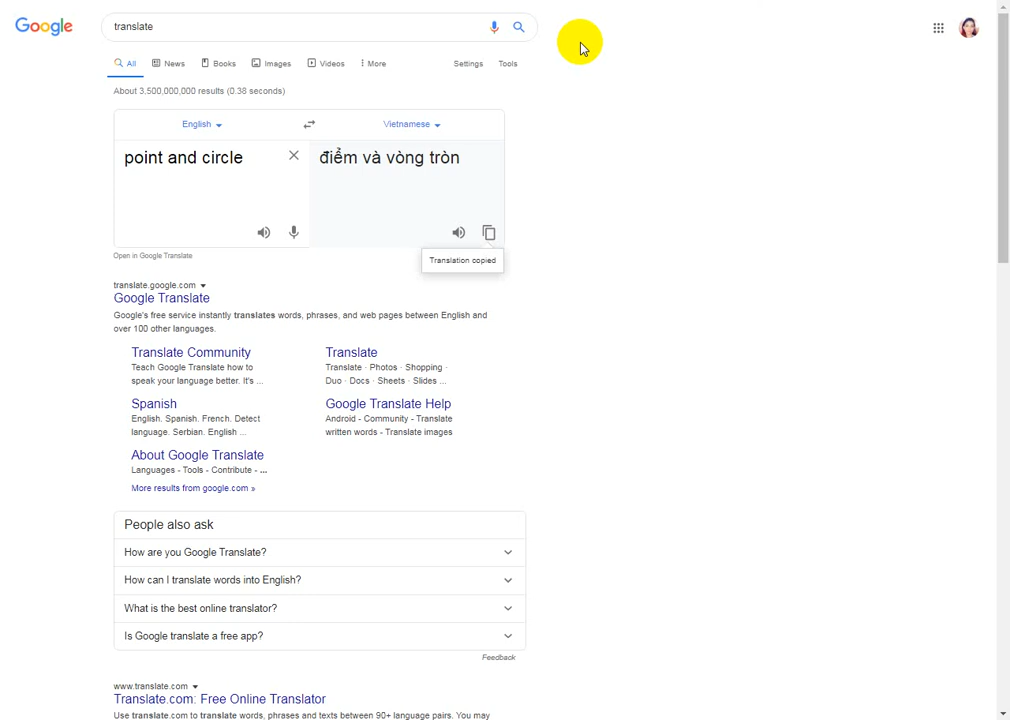 Google
translate
All News Books Images Videos More Settings Tools
About 3,500,000,000 results (0.38 seconds)
English Vietnamese
point and circle
điểm và vòng tròn
Translation copied
Open in Google Translate
translate.google.com
Google Translate
Google's free service instantly translates words, phrases, and web pages between English and
over 100 other languages.
Translate Community
Teach Google Translate how to
speak your language better. It's ...
Translate
Translate · Photos · Shopping ·
Duo · Docs · Sheets · Slides ...
Spanish
English. Spanish. French. Detect
language. Serbian. English ...
Google Translate Help
Android - Community - Translate
written words - Translate images
About Google Translate
Languages - Tools - Contribute - ...
More results from google.com »
People also ask
How are you Google Translate?
How can I translate words into English?
What is the best online translator?
Is Google translate a free app?
Feedback
www.translate.com
Translate.com: Free Online Translator
Use translate.com to translate words, phrases and texts between 90+ language pairs. You may